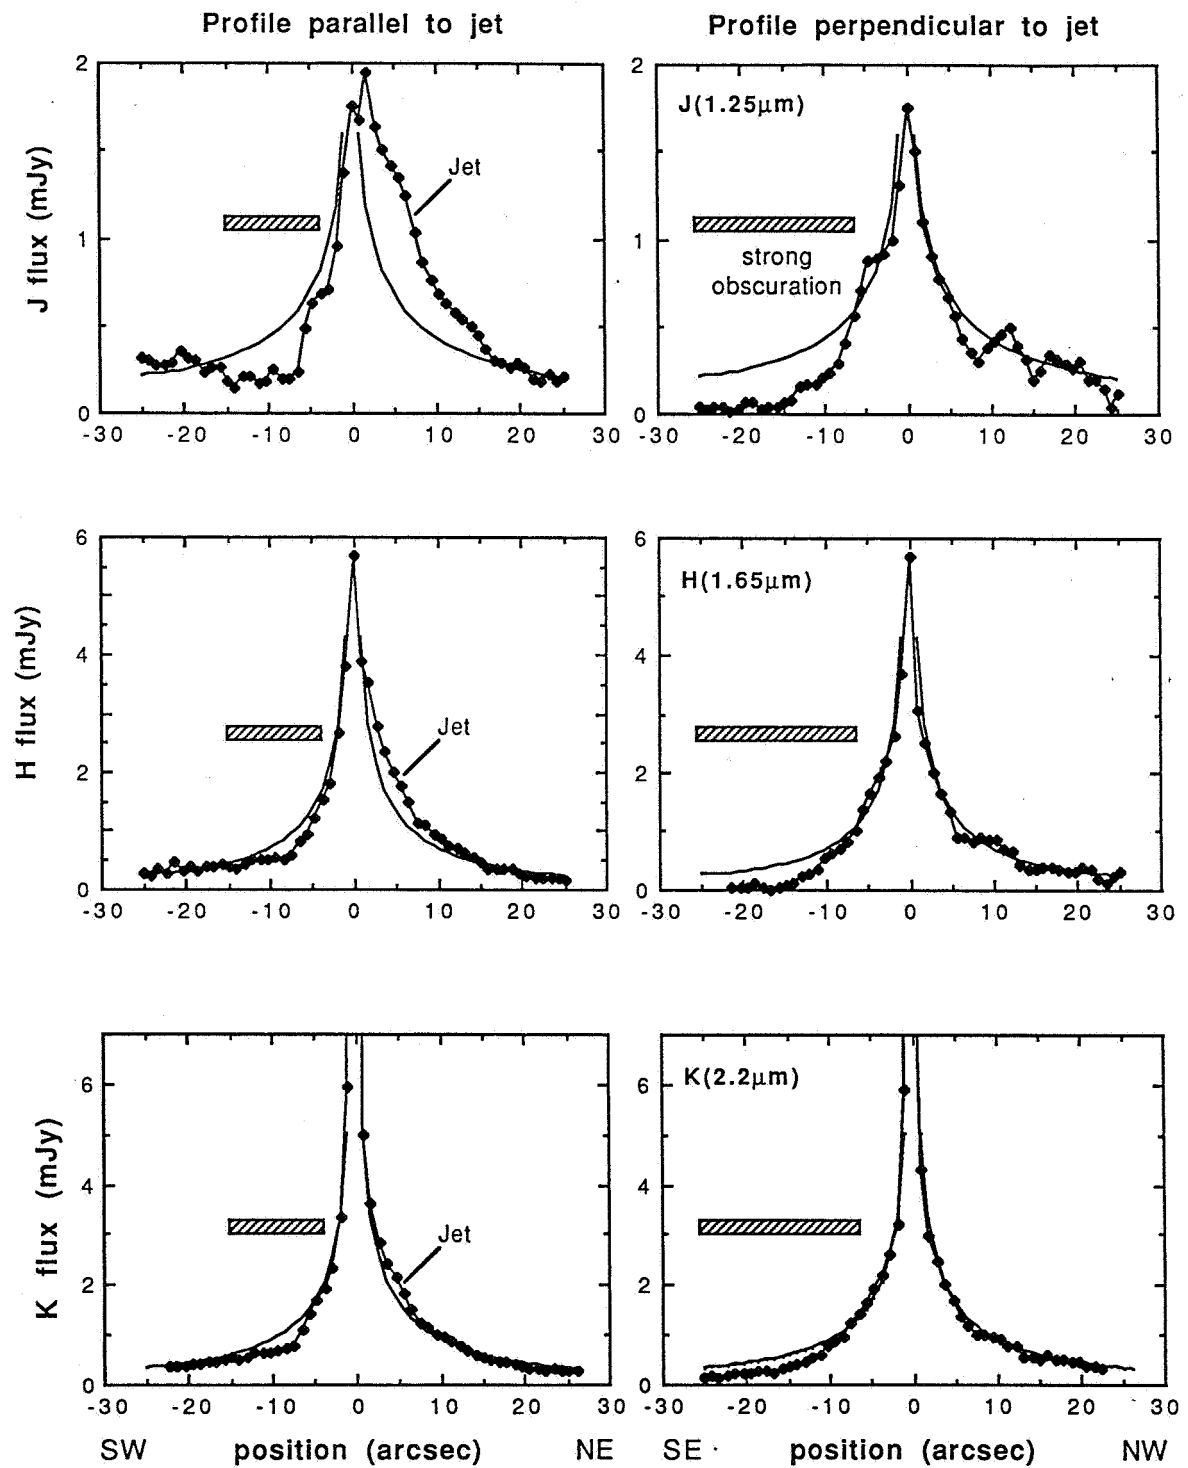 Profile parallel to jet
Profile perpendicular to jet
2
1
0
J flux (mJy)
Jet
-30 -20 -10 0 10 20 30
2
1
0
J(1.25μm)
strong
obscuration
-30 -20 -10 0 10 20 30
6
4
2
0
H flux (mJy)
Jet
-30 -20 -10 0 10 20 30
6
4
2
0
H(1.65μm)
-30 -20 -10 0 10 20 30
6
4
2
0
K flux (mJy)
Jet
-30 -20 -10 0 10 20 30
SW position (arcsec) NE
6
4
2
0
K(2.2μm)
-30 -20 -10 0 10 20 30
SE position (arcsec) NW